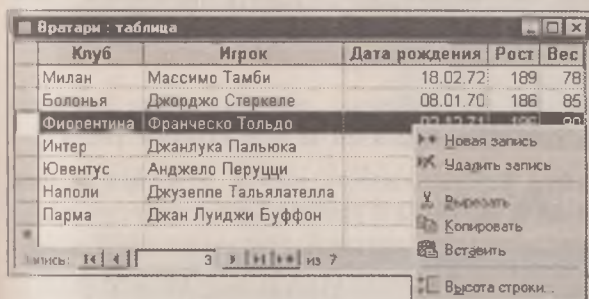 Вратари : таблица
Клуб Игрок Дата рождения Рост Вес
Милан Массимо Тамби 18.02.72 189 78
Болонья Джорджо Стеркеле 08.01.70 186 85
Фиорентина Франческо Тольдо
Интер Джанлука Пальюка
Ювентус Анджело Перуцци
Наполи Джузеппе Тальялателла
Парма Джан Луиджи Буффон
Запись: 3 из 7
Новая запись
Удалить запись
Вырезать
Копировать
Вставить
Высота строки...